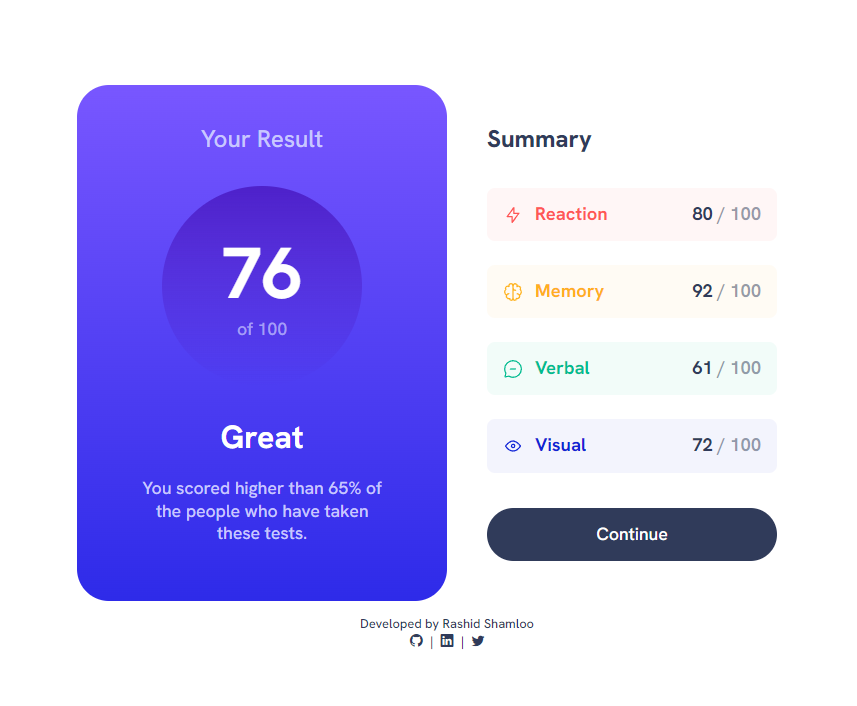 Your Result
76
of 100
Great
You scored higher than 65% of
the people who have taken
these tests.
Summary
Reaction 80 / 100
Memory 92 / 100
Verbal 61 / 100
Visual 72 / 100
Continue
Developed by Rashid Shamloo
| |